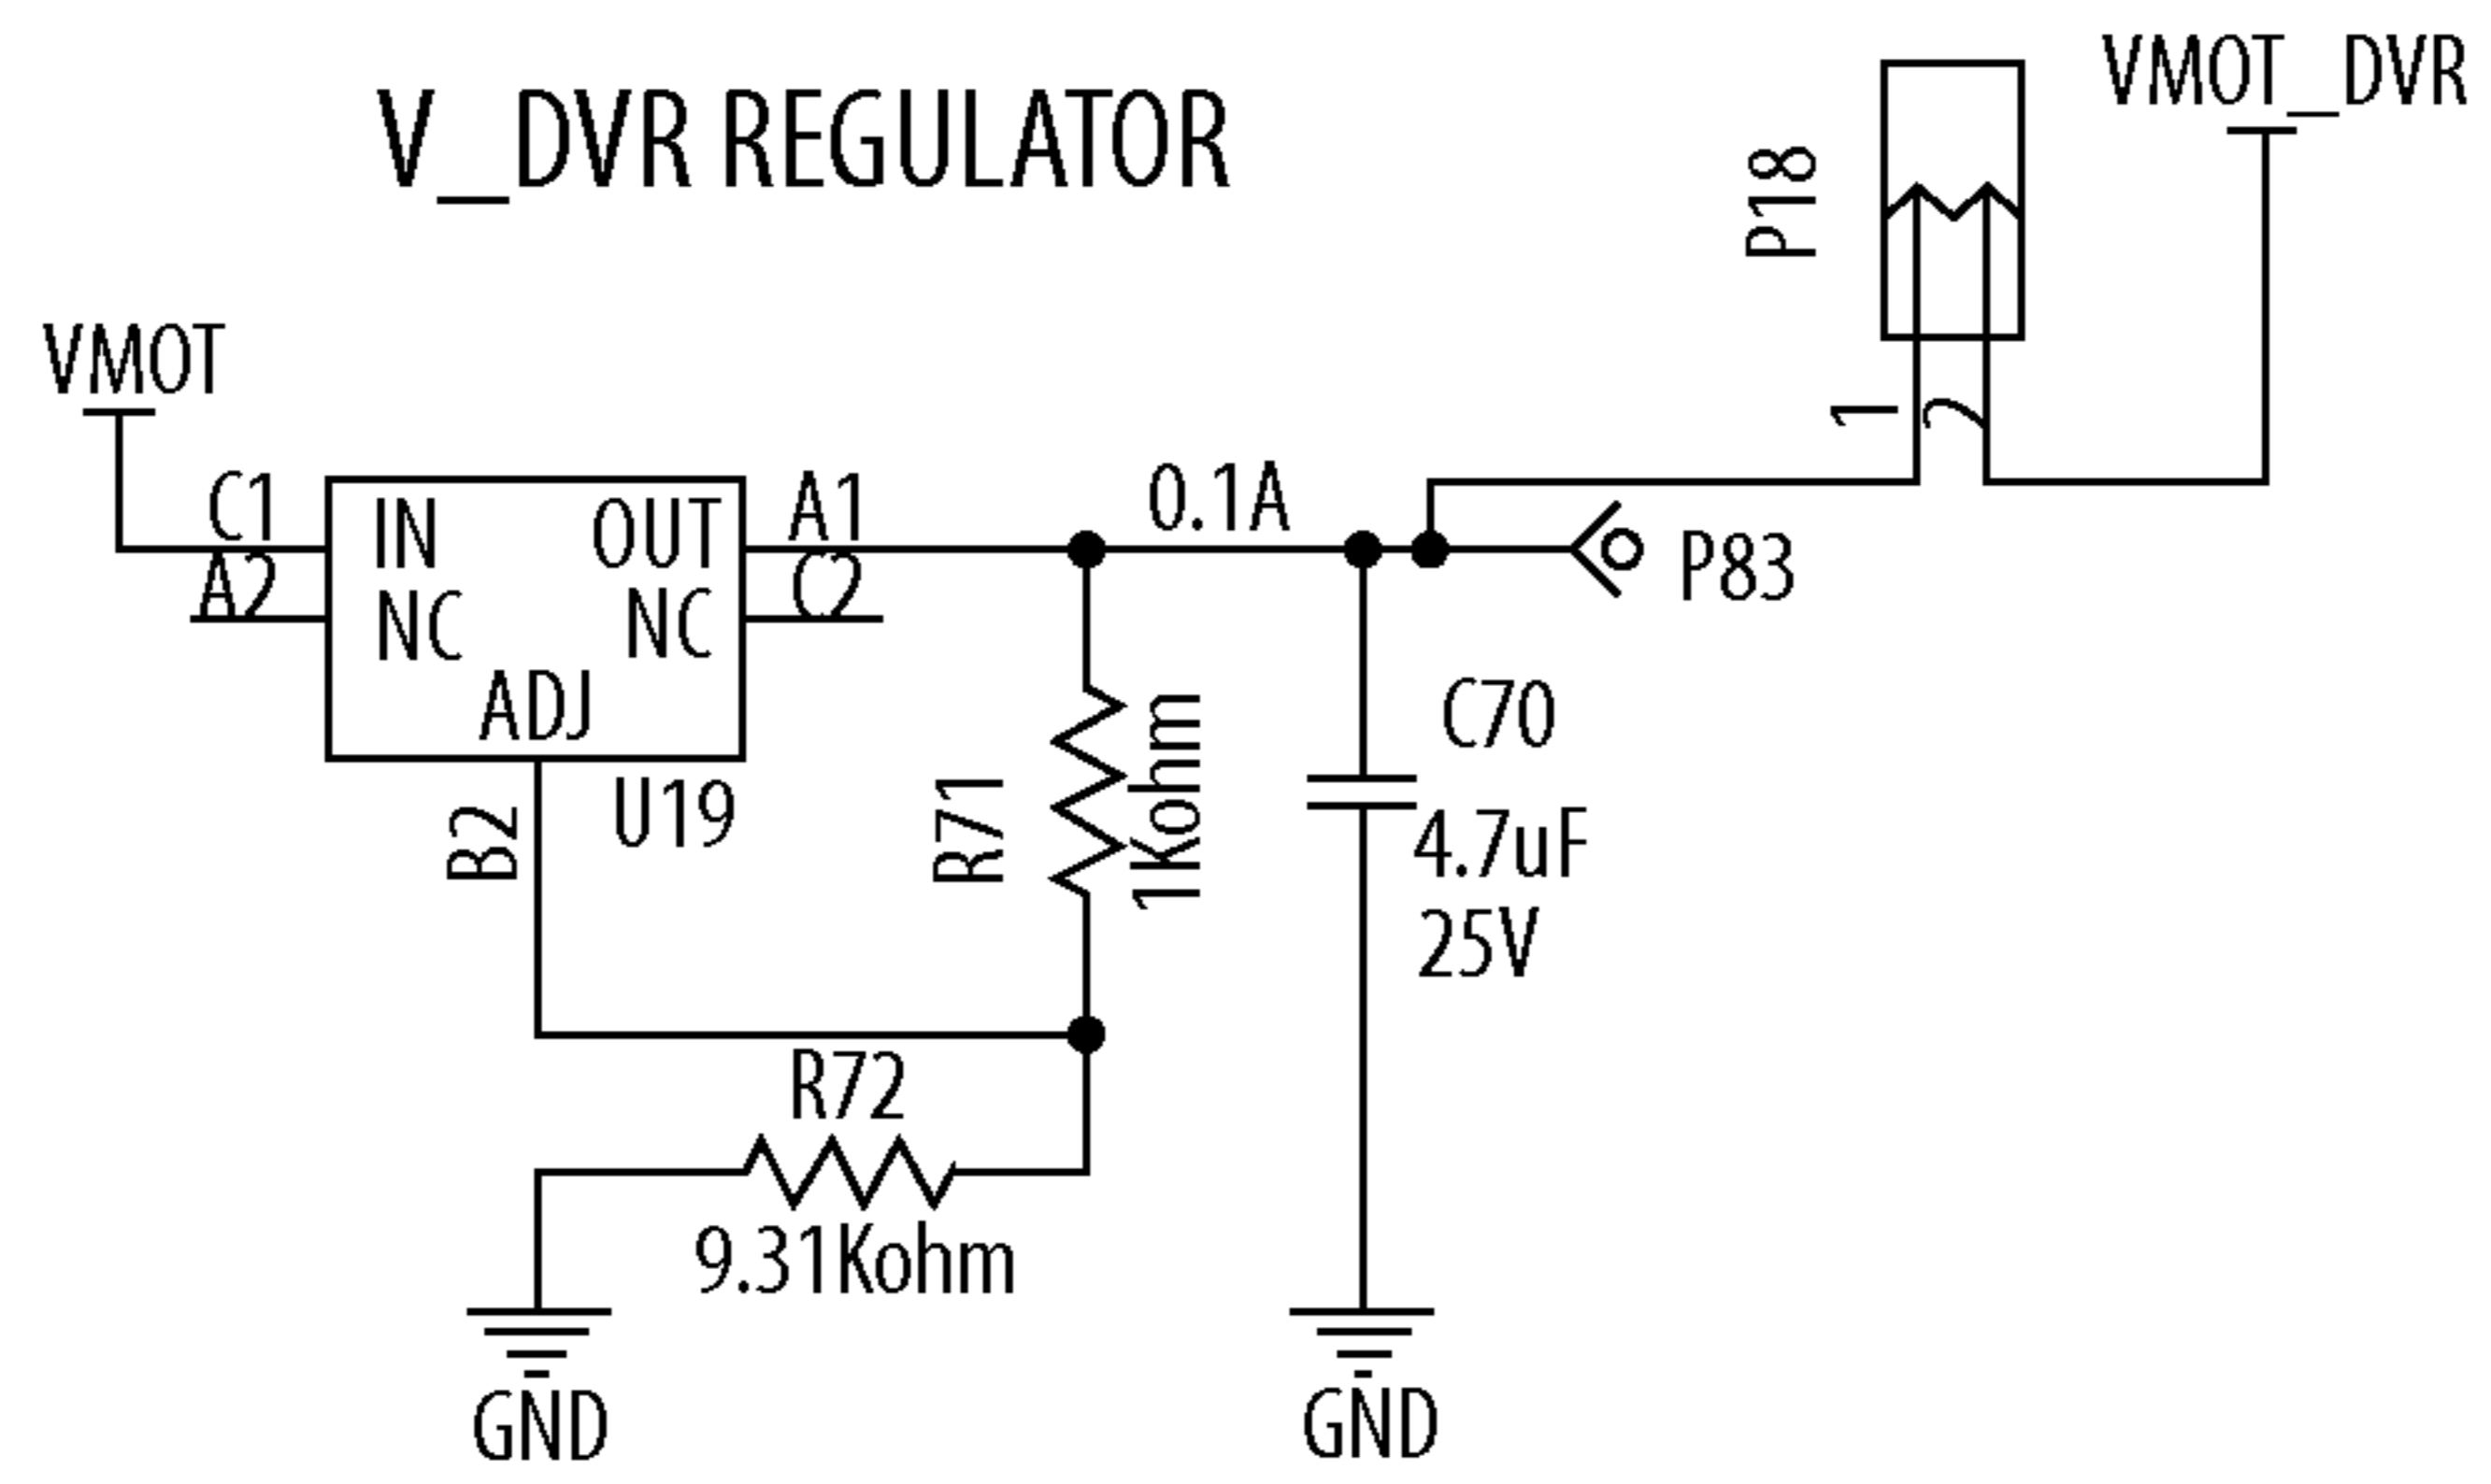 V_DVR REGULATOR
VMOT_DVR
P18
VMOT
1
2
C1
IN
OUT
A1
0.1A
A2
NC
NC
C2
P83
ADJ
U19
B2
R71
1Kohm
C70
4.7uF
25V
R72
9.31Kohm
GND
GND